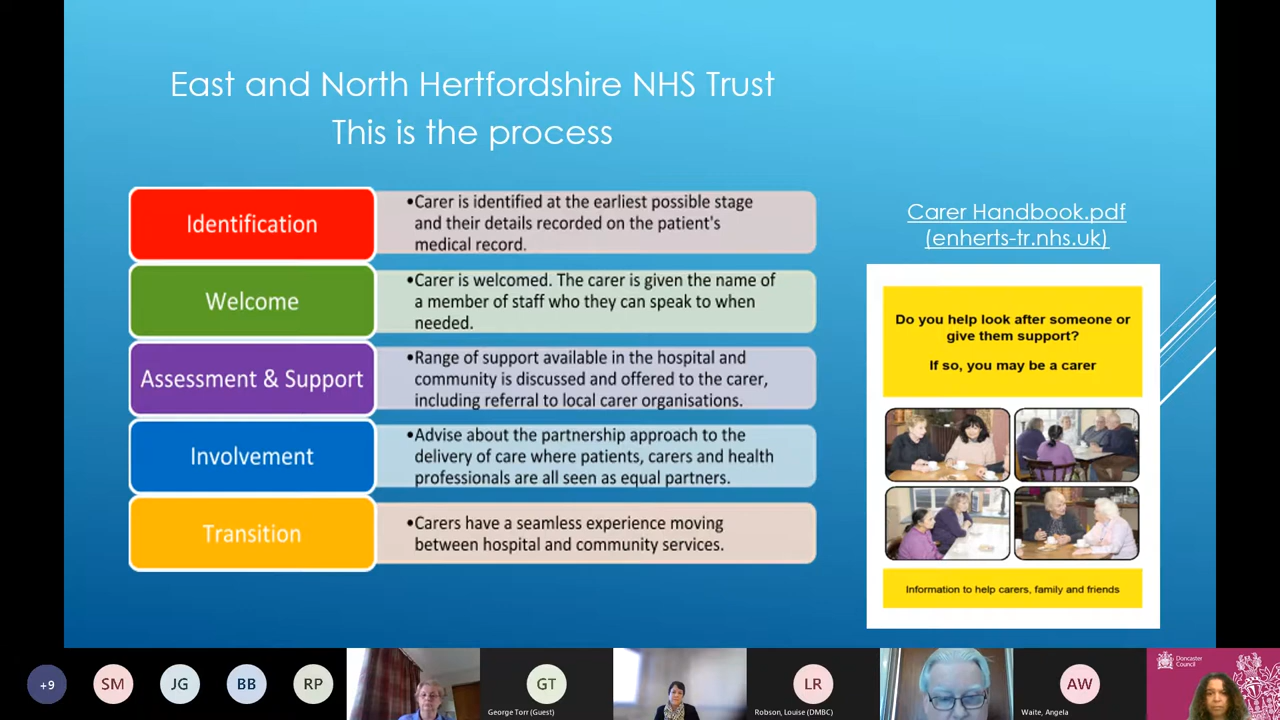 East and North Hertfordshire NHS Trust
This is the process
Identification
•Carer is identified at the earliest possible stage
and their details recorded on the patient's
medical record.
Welcome
•Carer is welcomed. The carer is given the name of
a member of staff who they can speak to when
needed.
Assessment & Support
•Range of support available in the hospital and
community is discussed and offered to the carer,
including referral to local carer organisations.
Involvement
•Advise about the partnership approach to the
delivery of care where patients, carers and health
professionals are all seen as equal partners.
Transition
•Carers have a seamless experience moving
between hospital and community services.
Carer Handbook.pdf
(enherts-tr.nhs.uk)
Do you help look after someone or
give them support?
If so, you may be a carer
Information to help carers, family and friends
+9
SM
JG
BB
RP
GT
George Torr (Guest)
LR
Robson, Louise (DMBC)
AW
Waite, Angela
Doncaster
Council